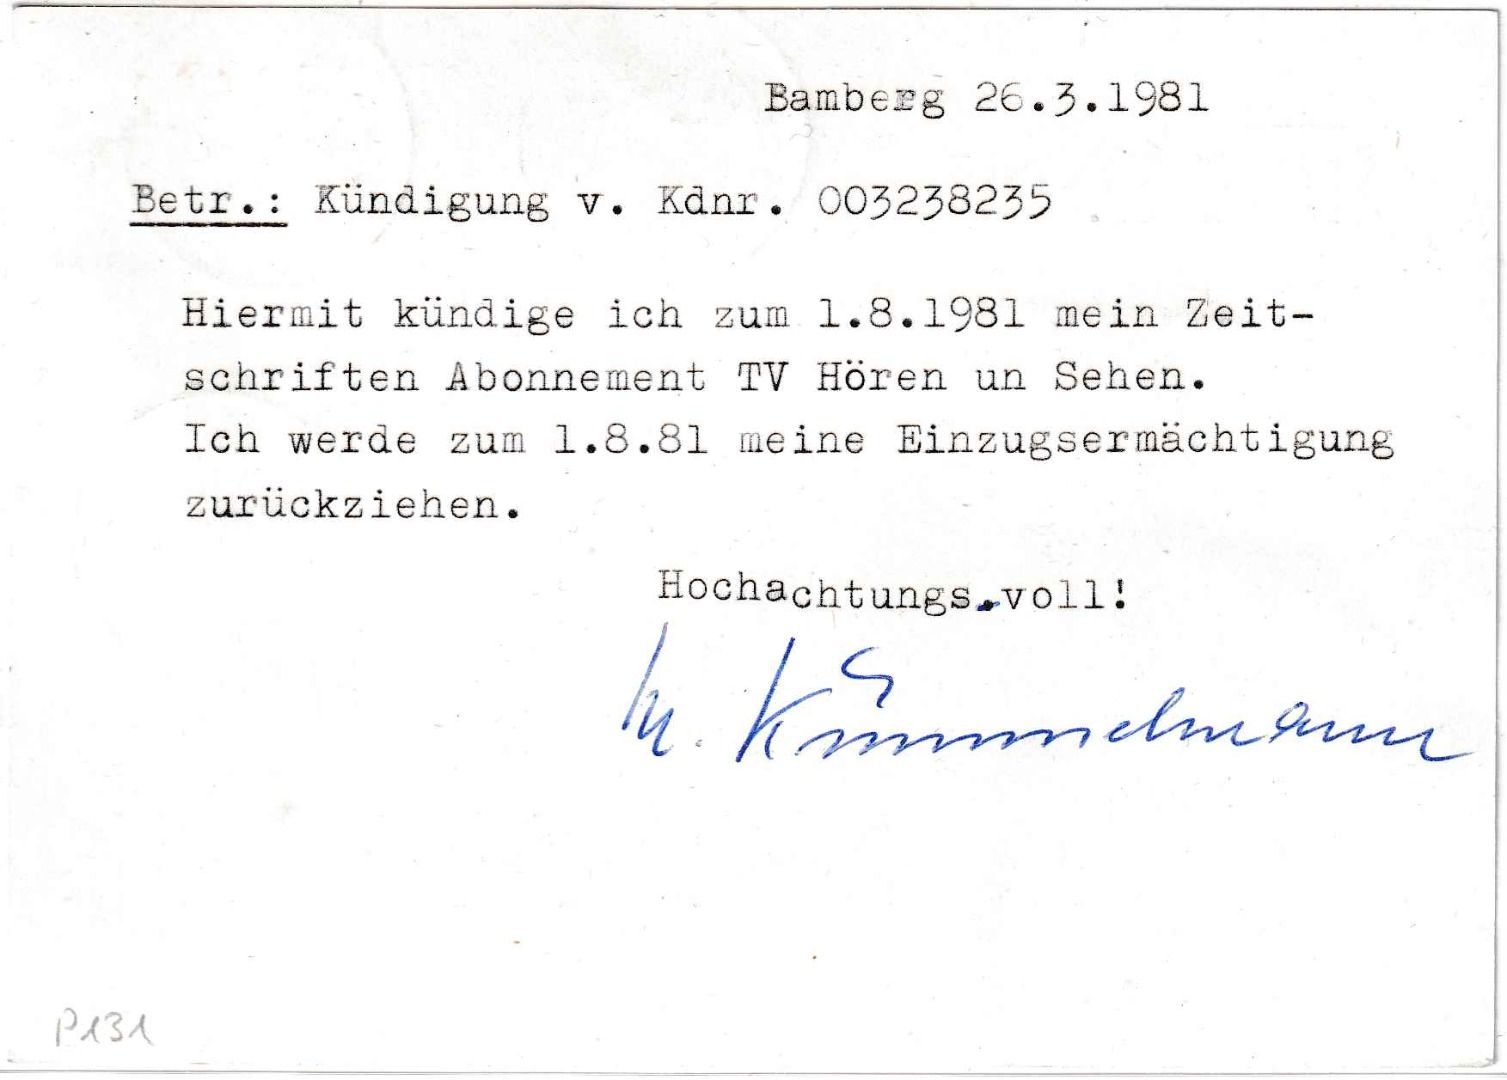 Bamberg 26.3.1981
Betr.: Kündigung v. Kdnr. 003238235
Hiermit kündige ich zum 1.8.1981 mein Zeit-
schriften Abonnement TV Hören un Sehen.
Ich werde zum 1.8.81 meine Einzugsermächtigung
zurückziehen.
Hochachtungs.voll!
M. Kümmelmann
P131